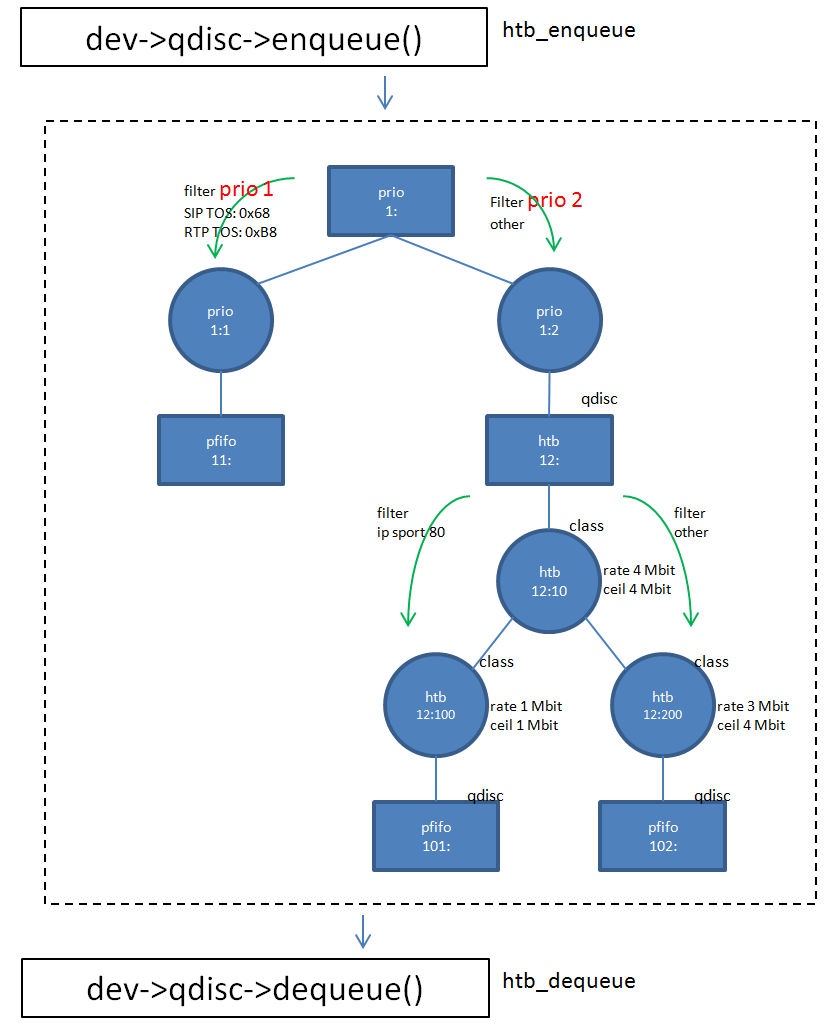 dev->qdisc->enqueue()
htb_enqueue
filter prio 1
SIP TOS: 0x68
RTP TOS: 0xB8
prio
1:
Filter prio 2
other
prio
1:1
prio
1:2
qdisc
pfifo
11:
htb
12:
filter
ip sport 80
filter
other
class
htb
12:10
rate 4 Mbit
ceil 4 Mbit
class
class
htb
12:100
rate 1 Mbit
ceil 1 Mbit
htb
12:200
rate 3 Mbit
ceil 4 Mbit
qdisc
qdisc
pfifo
101:
pfifo
102:
dev->qdisc->dequeue()
htb_dequeue